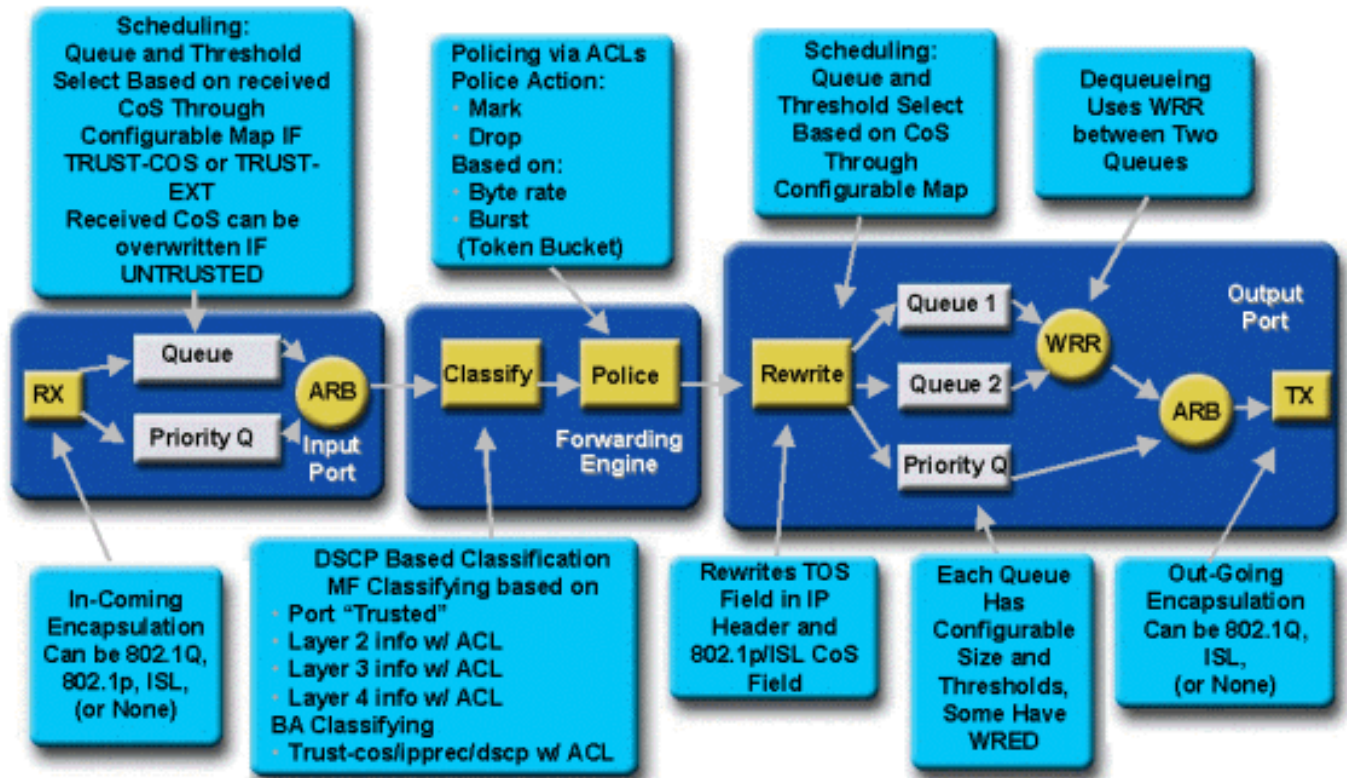 Scheduling:
Queue and Threshold
Select Based on received
CoS Through
Configurable Map IF
TRUST-COS or TRUST-
EXT
Received CoS can be
overwritten IF
UNTRUSTED
Policing via ACLs
Police Action:
· Mark
· Drop
Based on:
· Byte rate
· Burst
(Token Bucket)
Scheduling:
Queue and
Threshold Select
Based on CoS
Through
Configurable Map
Dequeueing
Uses WRR
between Two
Queues
RX
Queue
Priority Q
ARB
Input
Port
Classify
Police
Forwarding
Engine
Rewrite
Queue 1
Queue 2
Priority Q
WRR
ARB
TX
Output
Port
In-Coming
Encapsulation
Can be 802.1Q,
802.1p, ISL,
(or None)
DSCP Based Classification
MF Classifying based on
· Port “Trusted”
· Layer 2 info w/ ACL
· Layer 3 info w/ ACL
· Layer 4 info w/ ACL
BA Classifying
· Trust-cos/ipprec/dscp w/ ACL
Rewrites TOS
Field in IP
Header and
802.1p/ISL CoS
Field
Each Queue
Has
Configurable
Size and
Thresholds,
Some Have
WRED
Out-Going
Encapsulation
Can be 802.1Q,
ISL,
(or None)